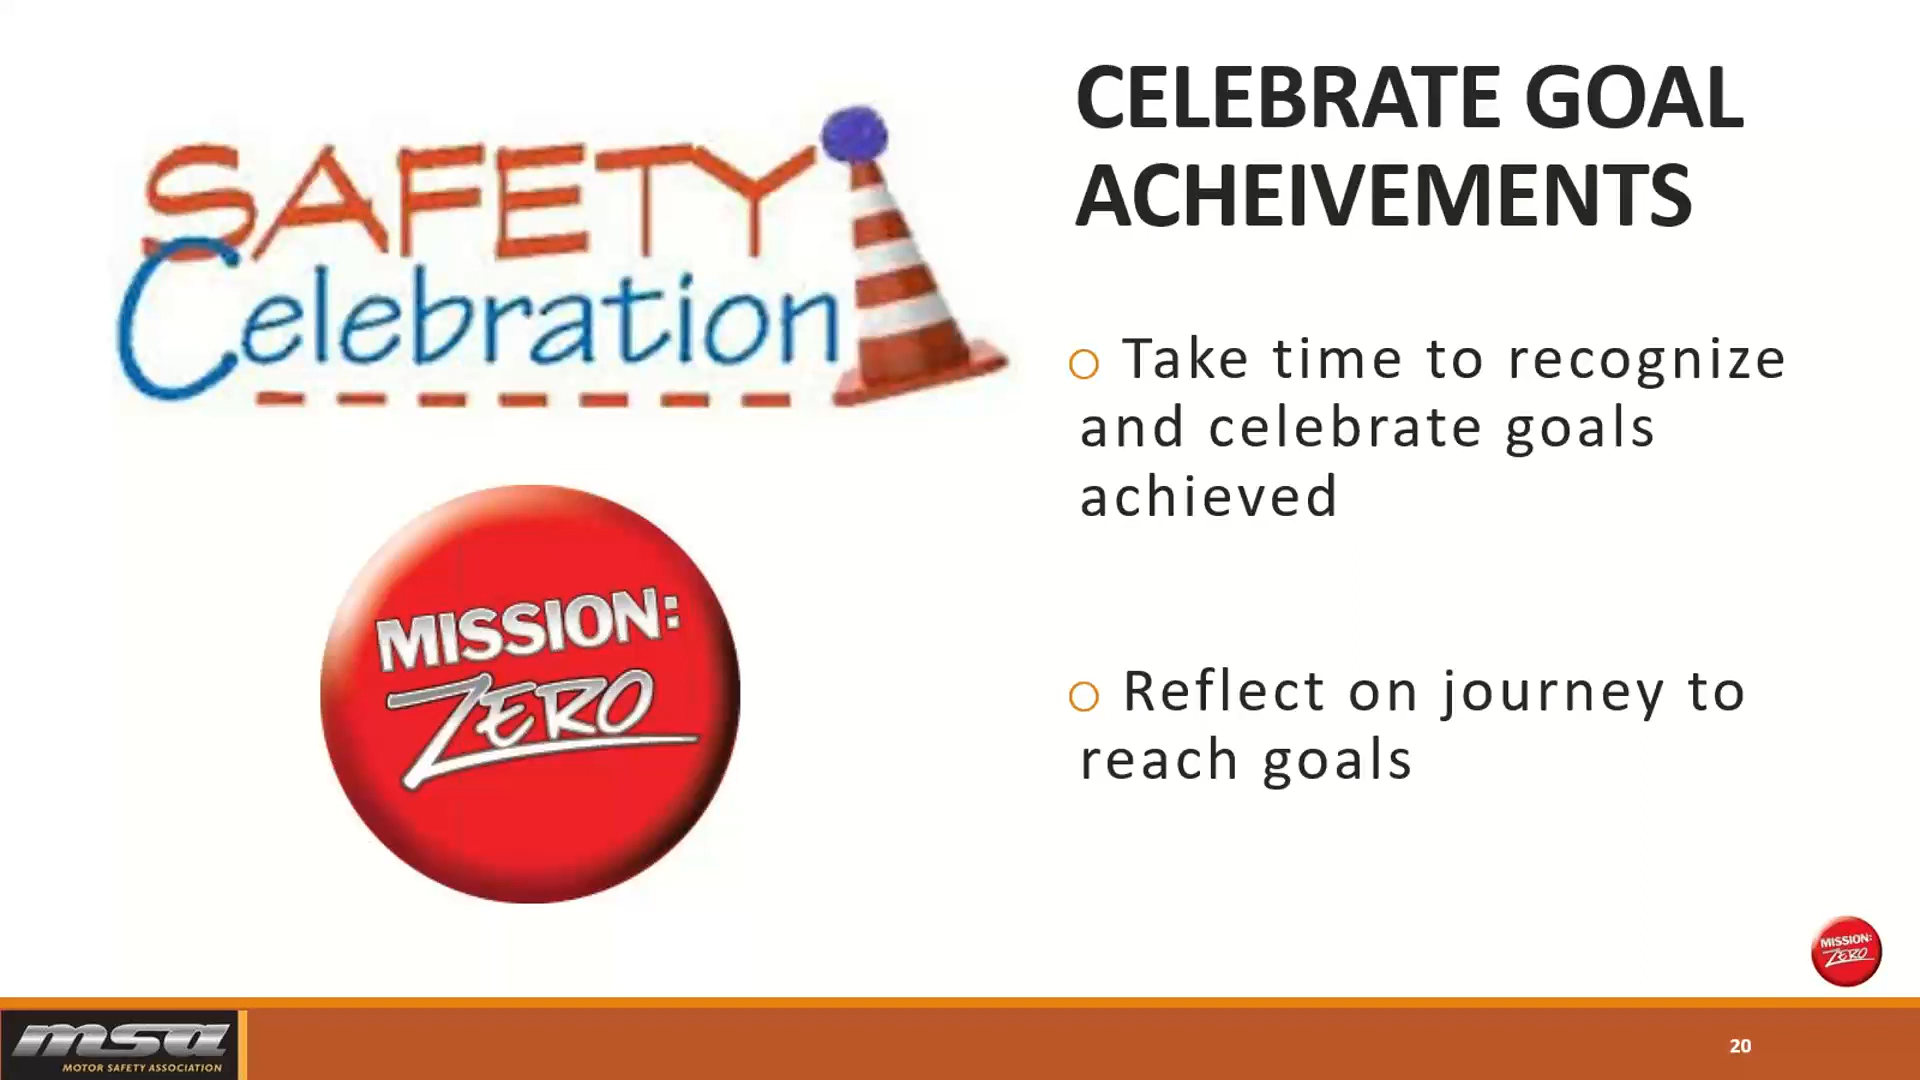 SAFETY
Celebration
MISSION:
ZERO
CELEBRATE GOAL
ACHEIVEMENTS
Take time to recognize
and celebrate goals
achieved
Reflect on journey to
reach goals
MISSION:
ZERO
msa
MOTOR SAFETY ASSOCIATION
20